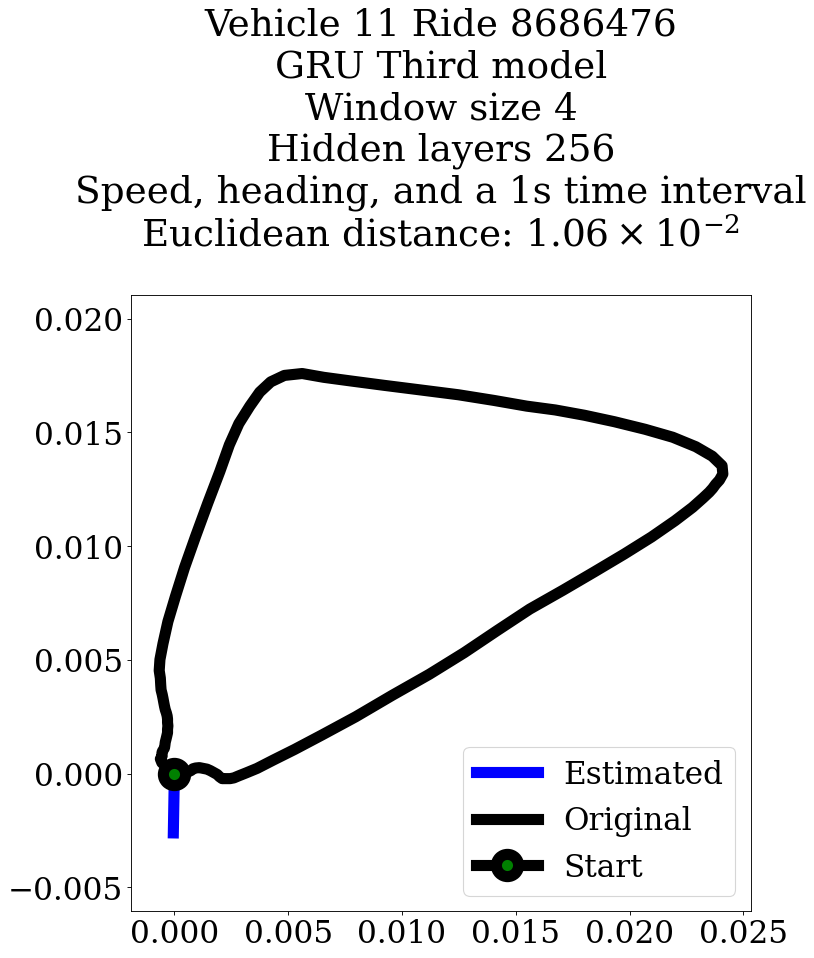 Vehicle 11 Ride 8686476
GRU Third model
Window size 4
Hidden layers 256
Speed, heading, and a 1s time interval
Euclidean distance: 1.06 × 10⁻²
0.020
0.015
0.010
0.005
0.000
−0.005
Estimated
Original
Start
0.000 0.005 0.010 0.015 0.020 0.025